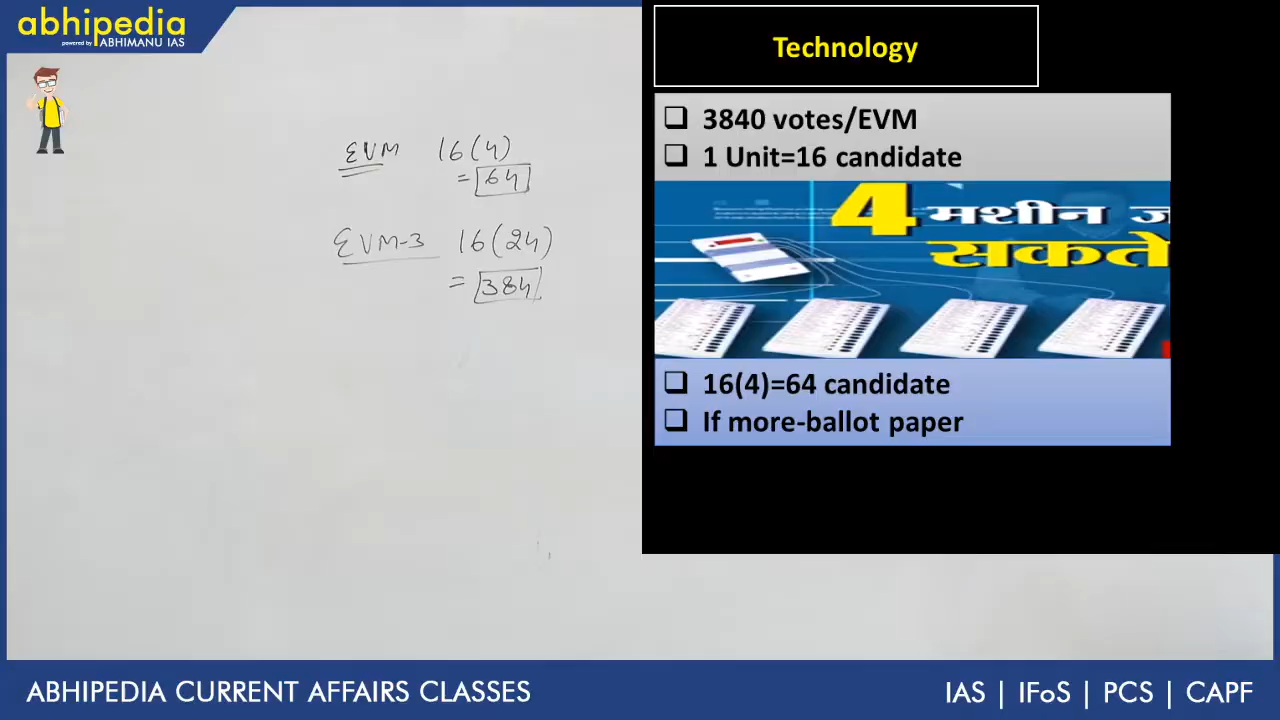 abhipedia
powered by ABHIMANU IAS
EVM 16(4)
= 64
EVM-3 16(24)
= 384
Technology
❑ 3840 votes/EVM
❑ 1 Unit=16 candidate
4 मशीन ज
सकते
❑ 16(4)=64 candidate
❑ If more-ballot paper
ABHIPEDIA CURRENT AFFAIRS CLASSES
IAS | IFoS | PCS | CAPF